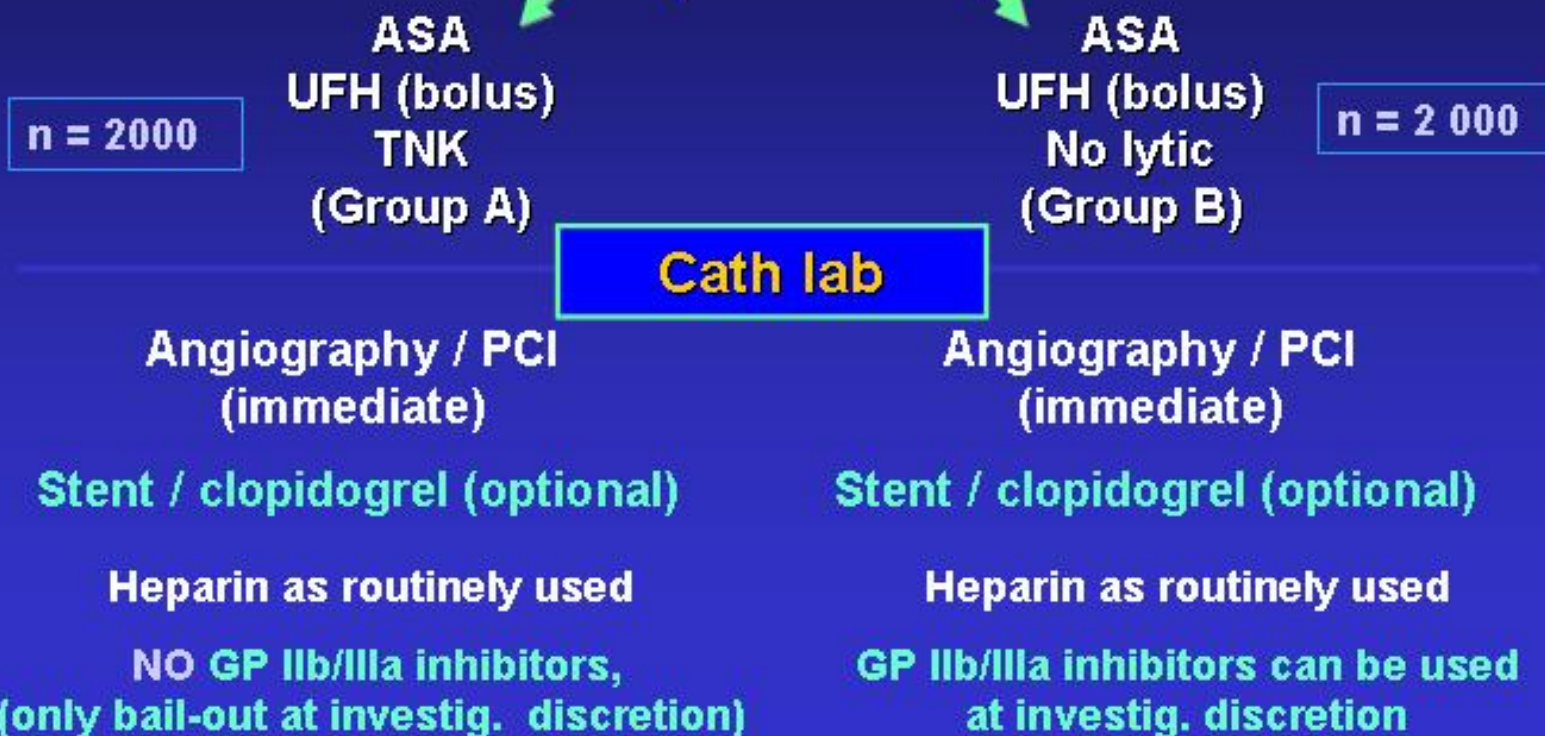 ASA
UFH (bolus)
TNK
(Group A)
n = 2000
ASA
UFH (bolus)
No lytic
(Group B)
n = 2 000
Cath lab
Angiography / PCI
(immediate)
Stent / clopidogrel (optional)
Heparin as routinely used
NO GP IIb/IIIa inhibitors,
(only bail-out at investig. discretion)
Angiography / PCI
(immediate)
Stent / clopidogrel (optional)
Heparin as routinely used
GP IIb/IIIa inhibitors can be used
at investig. discretion